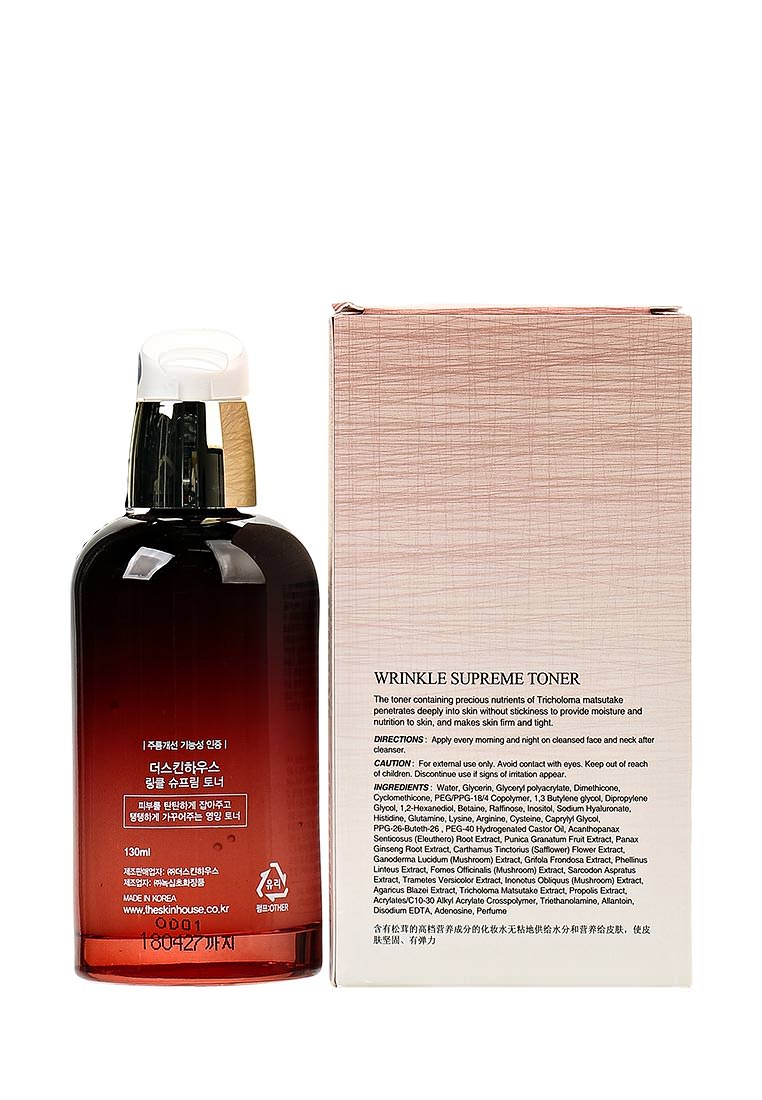 | 주름개선 기능성 인증 |
더스킨하우스
링클 슈프림 토너
피부를 탄탄하게 잡아주고
탱탱하게 가꾸어주는 영양 토너
130ml
제조판매업자: ㈜더스킨하우스
제조업자: ㈜녹십초화장품
MADE IN KOREA
www.theskinhouse.co.kr
유리
펌프:OTHER
QD01
180427까지
WRINKLE SUPREME TONER
The toner containing precious nutrients of Tricholoma matsutake
penetrates deeply into skin without stickiness to provide moisture and
nutrition to skin, and makes skin firm and tight.
DIRECTIONS : Apply every morning and night on cleansed face and neck after
cleanser.
CAUTION : For external use only. Avoid contact with eyes. Keep out of reach
of children. Discontinue use if signs of irritation appear.
INGREDIENTS : Water, Glycerin, Glyceryl polyacrylate, Dimethicone,
Cyclomethicone, PEG/PPG-18/4 Copolymer, 1,3 Butylene glycol, Dipropylene
Glycol, 1,2-Hexanediol, Betaine, Raffinose, Inositol, Sodium Hyaluronate,
Histidine, Glutamine, Lysine, Arginine, Cysteine, Caprylyl Glycol,
PPG-26-Buteth-26 , PEG-40 Hydrogenated Castor Oil, Acanthopanax
Senticosus (Eleuthero) Root Extract, Punica Granatum Fruit Extract, Panax
Ginseng Root Extract, Carthamus Tinctorius (Safflower) Flower Extract,
Ganoderma Lucidum (Mushroom) Extract, Grifola Frondosa Extract, Phellinus
Linteus Extract, Fomes Officinalis (Mushroom) Extract, Sarcodon Aspratus
Extract, Trametes Versicolor Extract, Inonotus Obliquus (Mushroom) Extract,
Agaricus Blazei Extract, Tricholoma Matsutake Extract, Propolis Extract,
Acrylates/C10-30 Alkyl Acrylate Crosspolymer, Triethanolamine, Allantoin,
Disodium EDTA, Adenosine, Perfume
含有松茸的高档营养成分的化妆水无粘地供给水分和营养给皮肤，使皮
肤坚固、有弹力